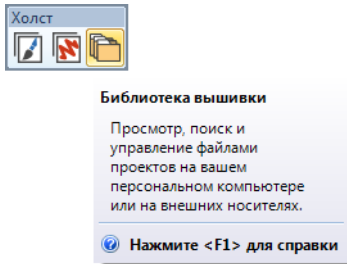 Холст
Библиотека вышивки
Просмотр, поиск и
управление файлами
проектов на вашем
персональном компьютере
или на внешних носителях.
Нажмите <F1> для справки